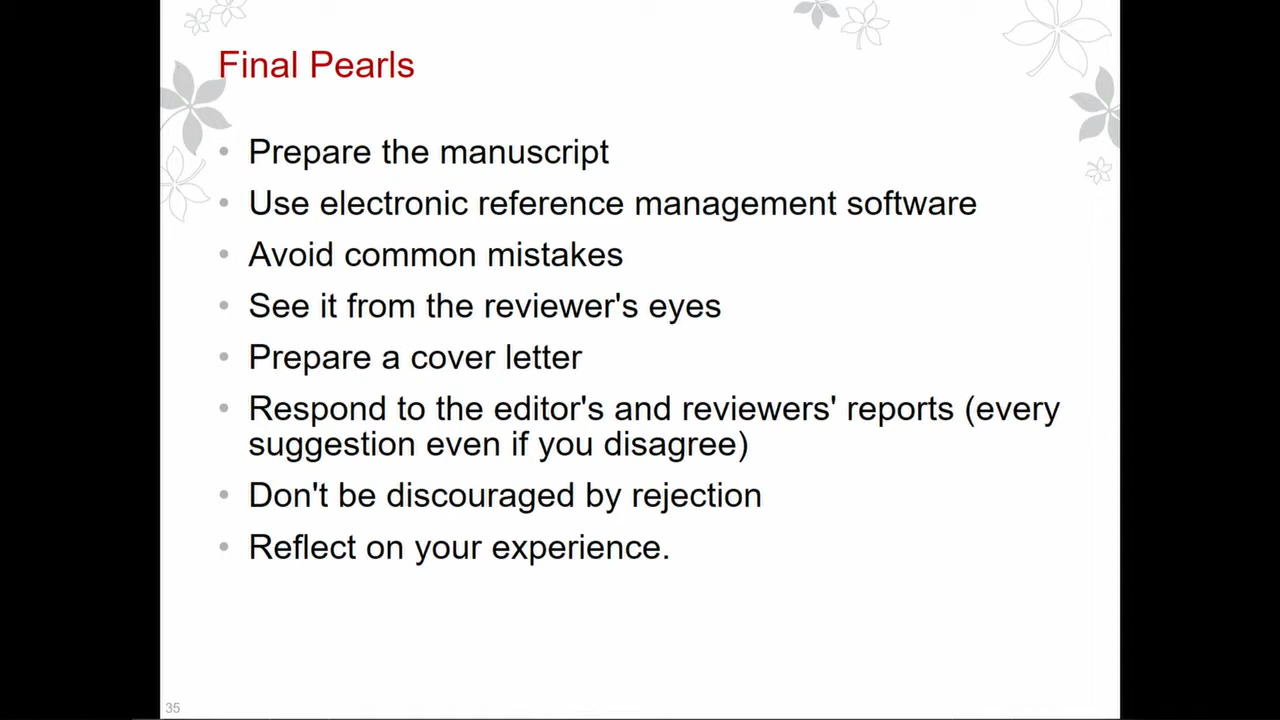 Final Pearls
• Prepare the manuscript
• Use electronic reference management software
• Avoid common mistakes
• See it from the reviewer's eyes
• Prepare a cover letter
• Respond to the editor's and reviewers' reports (every
suggestion even if you disagree)
• Don't be discouraged by rejection
• Reflect on your experience.
35